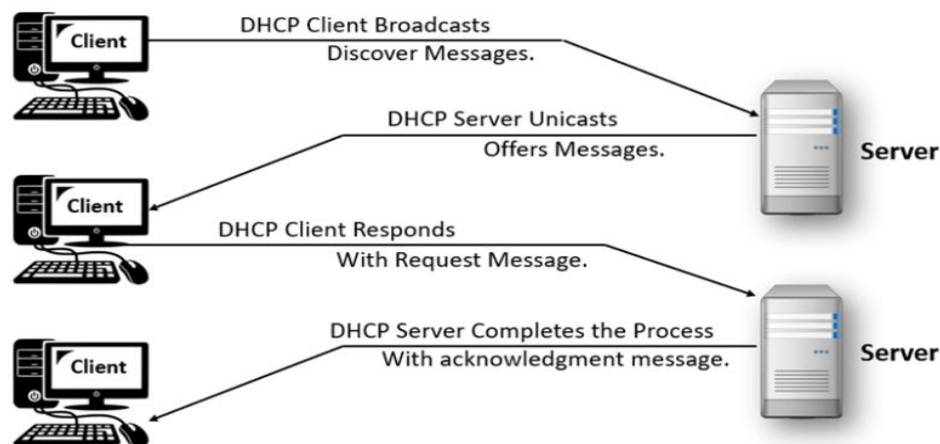 Client
DHCP Client Broadcasts
Discover Messages.
DHCP Server Unicasts
Offers Messages.
Server
Client
DHCP Client Responds
With Request Message.
DHCP Server Completes the Process
With acknowledgment message.
Server
Client